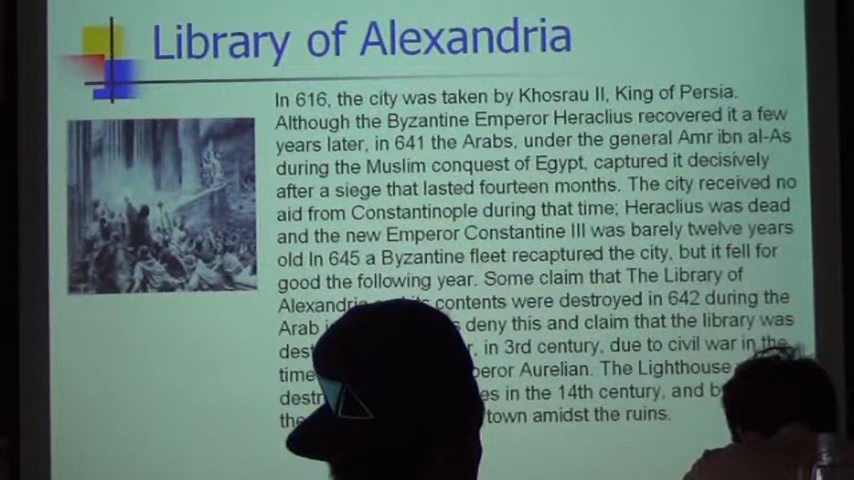 Library of Alexandria
In 616, the city was taken by Khosrau II, King of Persia.
Although the Byzantine Emperor Heraclius recovered it a few
years later, in 641 the Arabs, under the general Amr ibn al-As
during the Muslim conquest of Egypt, captured it decisively
after a siege that lasted fourteen months. The city received no
aid from Constantinople during that time; Heraclius was dead
and the new Emperor Constantine III was barely twelve years
old In 645 a Byzantine fleet recaptured the city, but it fell for
good the following year. Some claim that The Library of
Alexandria contents were destroyed in 642 during the
Arab deny this and claim that the library was
in 3rd century, due to civil war in the
time Aurelian. The Lighthouse
in the 14th century, and
the town amidst the ruins.